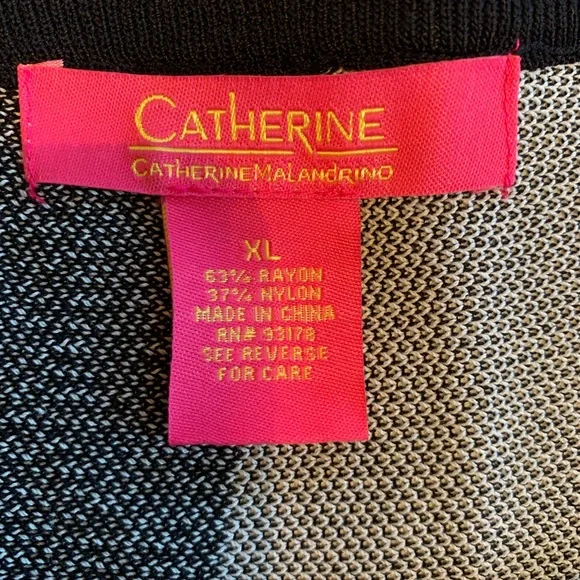 CATHERINE
CATHERINE MALANDRINO
XL
63% RAYON
37% NYLON
MADE IN CHINA
RN# 93178
SEE REVERSE
FOR CARE